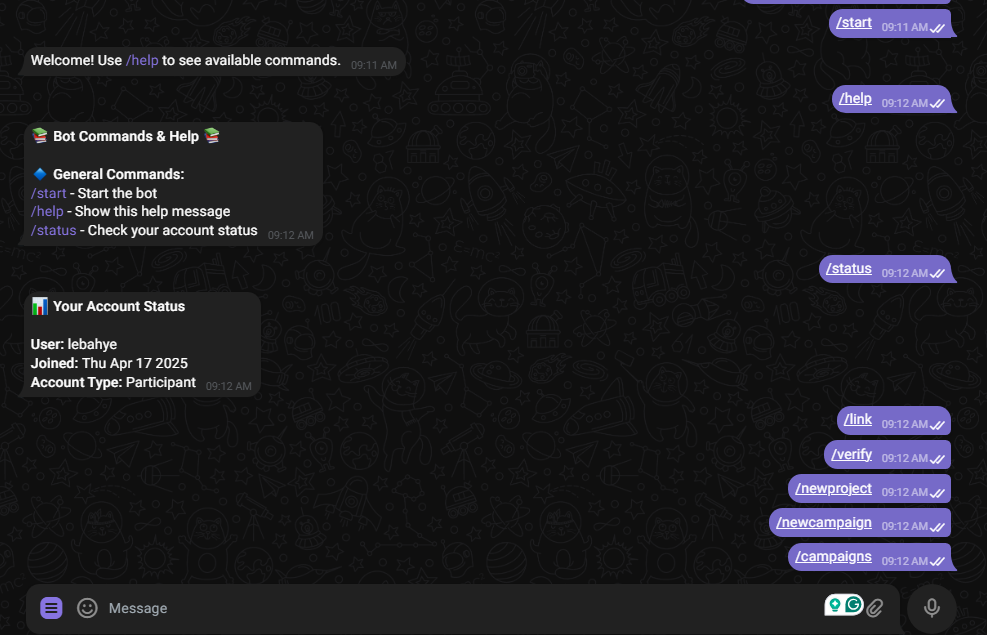 /start 09:11 AM
Welcome! Use /help to see available commands. 09:11 AM
/help 09:12 AM
📚 Bot Commands & Help 📚
🔹 General Commands:
/start - Start the bot
/help - Show this help message
/status - Check your account status 09:12 AM
/status 09:12 AM
📊 Your Account Status
User: lebahye
Joined: Thu Apr 17 2025
Account Type: Participant 09:12 AM
/link 09:12 AM
/verify 09:12 AM
/newproject 09:12 AM
/newcampaign 09:12 AM
/campaigns 09:12 AM
Message